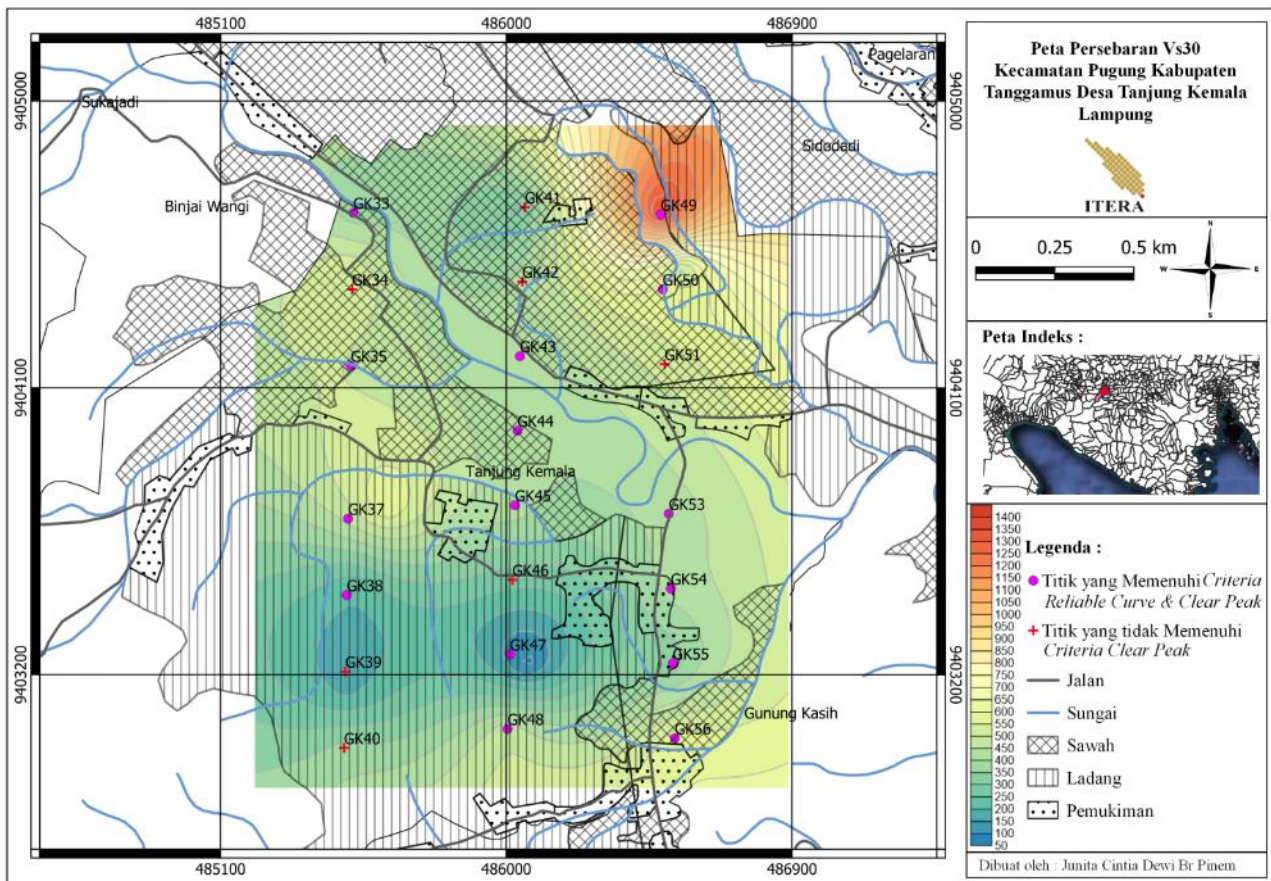 485100
486000
486900
9405000
9404100
9403200
Sukajadi
Pagelaran
Sidodadi
Binjai Wangi
GK33
GK41
GK49
GK34
GK42
GK50
GK35
GK43
GK51
GK44
Tanjung Kemala
GK37
GK45
GK53
GK38
GK46
GK54
GK39
GK47
GK55
GK40
GK48
GK56
Gunung Kasih
9405000
9404100
9403200
485100
486000
486900
Peta Persebaran Vs30
Kecamatan Pugung Kabupaten
Tanggamus Desa Tanjung Kemala
Lampung
ITERA
0 0.25 0.5 km
N
W E
S
Peta Indeks :
1400
1350
1300
1250
1200
1150
1100
1050
1000
950
900
850
800
750
700
650
600
550
500
450
400
350
300
250
200
150
100
50
Legenda :
Titik yang Memenuhi Criteria
Reliable Curve & Clear Peak
Titik yang tidak Memenuhi
Criteria Clear Peak
Jalan
Sungai
Sawah
Ladang
Pemukiman
Dibuat oleh : Junita Cintia Dewi Br Pinem